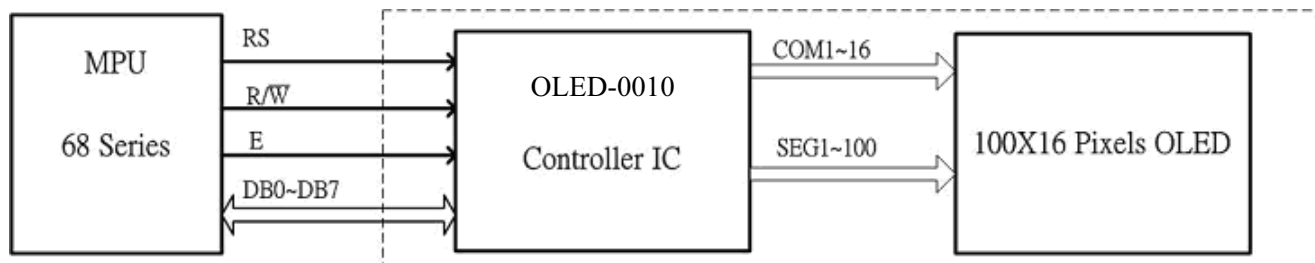 MPU
68 Series
RS
R/W̅
E
DB0~DB7
OLED-0010
Controller IC
COM1~16
SEG1~100
100X16 Pixels OLED